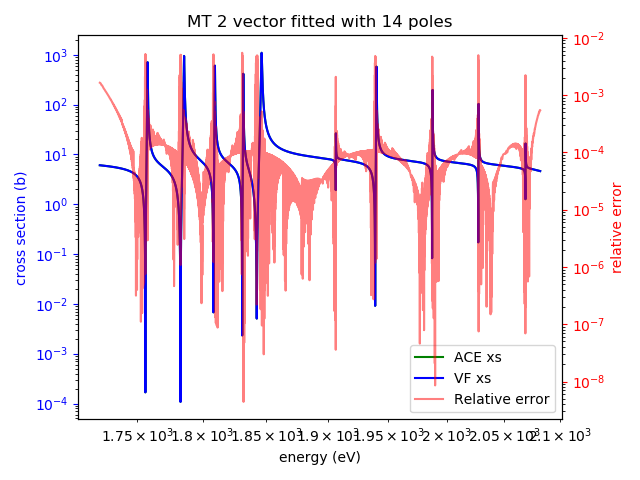 MT 2 vector fitted with 14 poles
cross section (b)
10³
10²
10¹
10⁰
10⁻¹
10⁻²
10⁻³
10⁻⁴
10⁻²
10⁻³
10⁻⁴
10⁻⁵
10⁻⁶
10⁻⁷
10⁻⁸
relative error
ACE xs
VF xs
Relative error
1.75 × 10³ 1.8 × 10³ 1.85 × 10³ 1.9 × 10³ 1.95 × 10³ 2 × 10³ 2.05 × 10³ 2.1 × 10³
energy (eV)